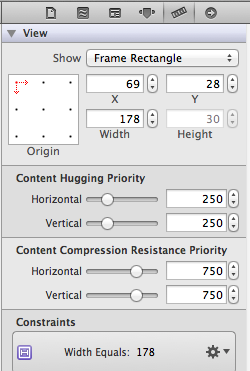 View
Show Frame Rectangle
69 28
X Y
178 30
Width Height
Origin
Content Hugging Priority
Horizontal 250
Vertical 250
Content Compression Resistance Priority
Horizontal 750
Vertical 750
Constraints
Width Equals: 178